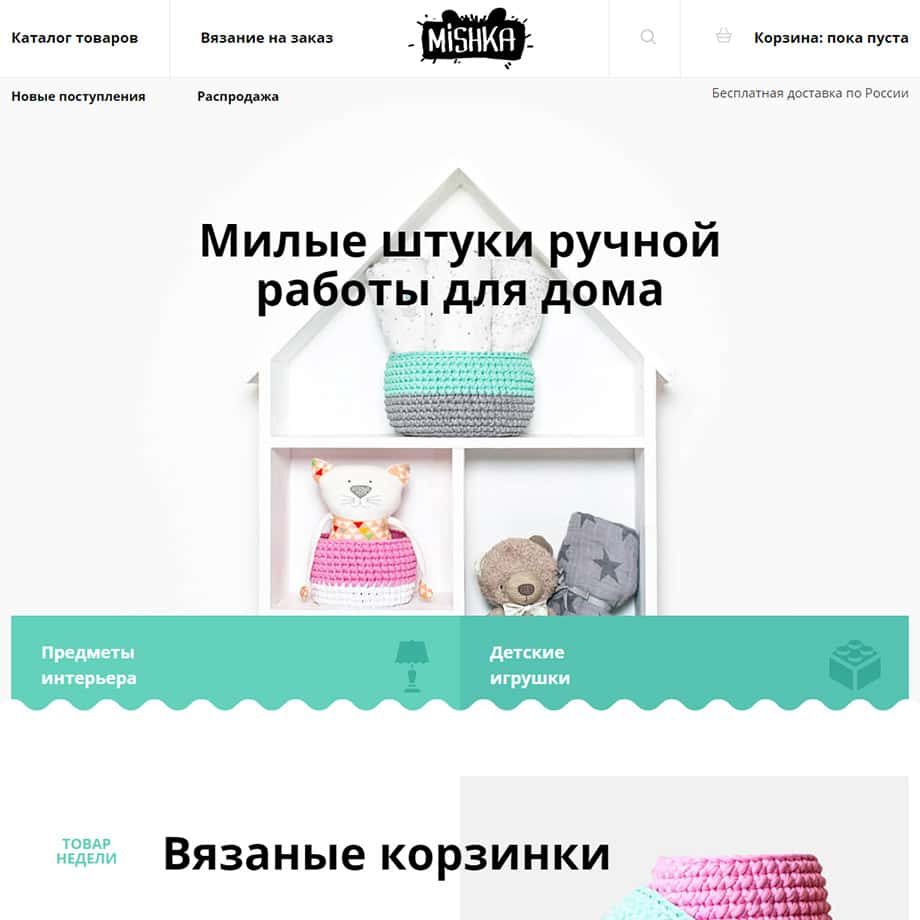 Каталог товаров
Вязание на заказ
MiSHKA
Корзина: пока пуста
Новые поступления
Распродажа
Бесплатная доставка по России
Милые штуки ручной
работы для дома
Предметы
интерьера
Детские
игрушки
ТОВАР
НЕДЕЛИ
Вязаные корзинки